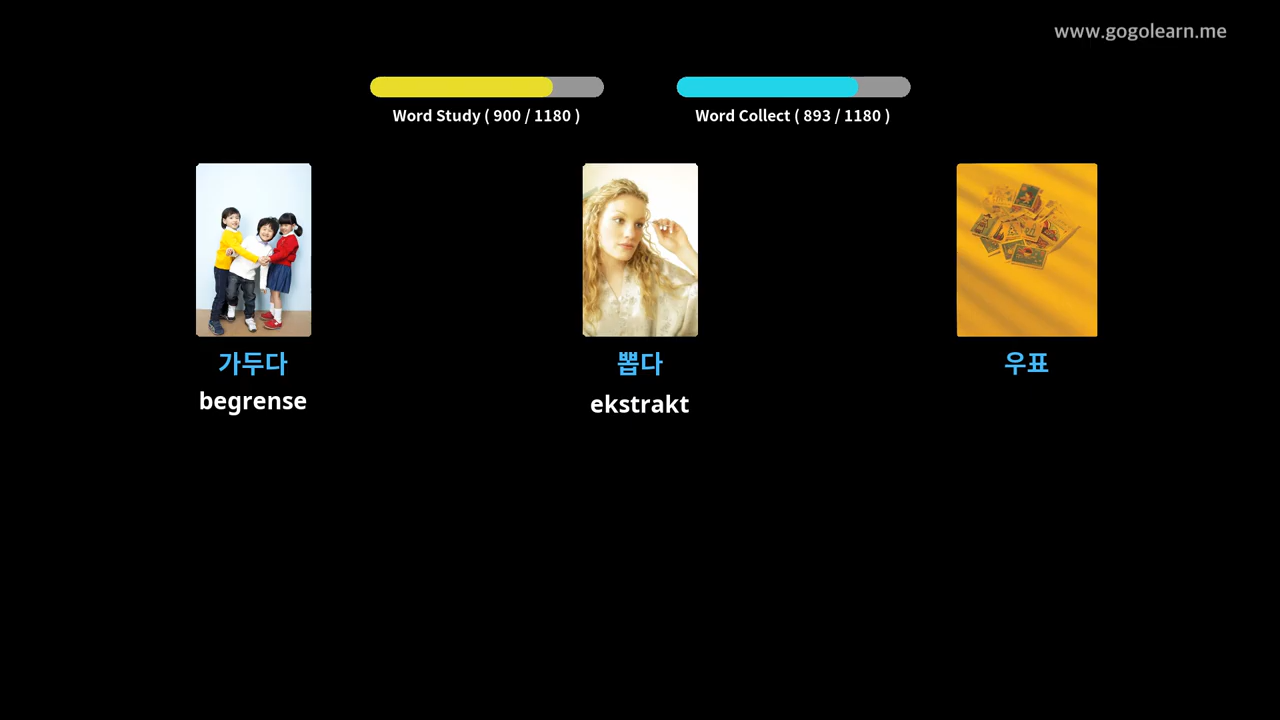 www.gogolearn.me
Word Study ( 900 / 1180 )
Word Collect ( 893 / 1180 )
가두다
begrense
뽑다
ekstrakt
우표